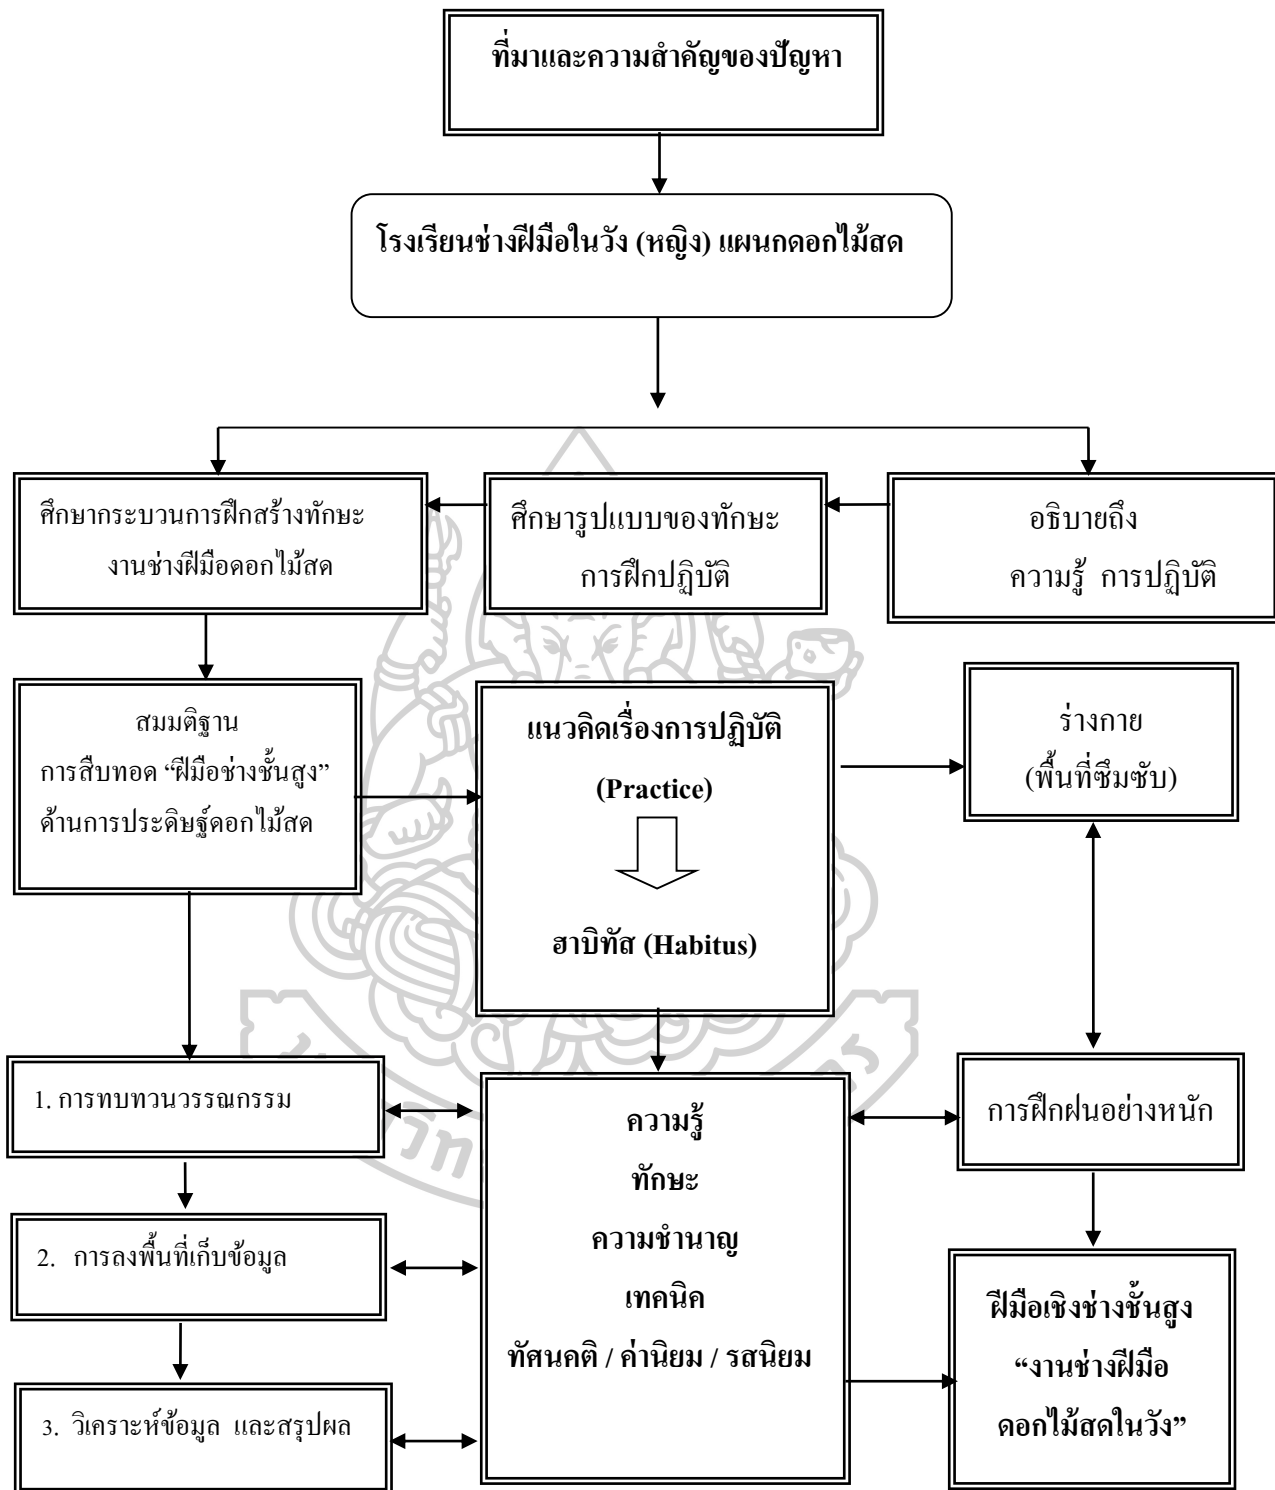 ที่มาและความสำคัญของปัญหา
โรงเรียนช่างฝีมือในวัง (หญิง) แผนกดอกไม้สด
ศึกษากระบวนการฝึกสร้างทักษะ
งานช่างฝีมือดอกไม้สด
ศึกษารูปแบบของทักษะ
การฝึกปฏิบัติ
อธิบายถึง
ความรู้ การปฏิบัติ
สมมติฐาน
การสืบทอด “ฝีมือช่างชั้นสูง”
ด้านการประดิษฐ์ดอกไม้สด
แนวคิดเรื่องการปฏิบัติ
(Practice)
ฮาบิทัส (Habitus)
ร่างกาย
(พื้นที่ซึมซับ)
1. การทบทวนวรรณกรรม
2. การลงพื้นที่เก็บข้อมูล
3. วิเคราะห์ข้อมูล และสรุปผล
ความรู้
ทักษะ
ความชำนาญ
เทคนิค
ทัศนคติ / ค่านิยม / รสนิยม
การฝึกฝนอย่างหนัก
ฝีมือเชิงช่างชั้นสูง
“งานช่างฝีมือ
ดอกไม้สดในวัง”